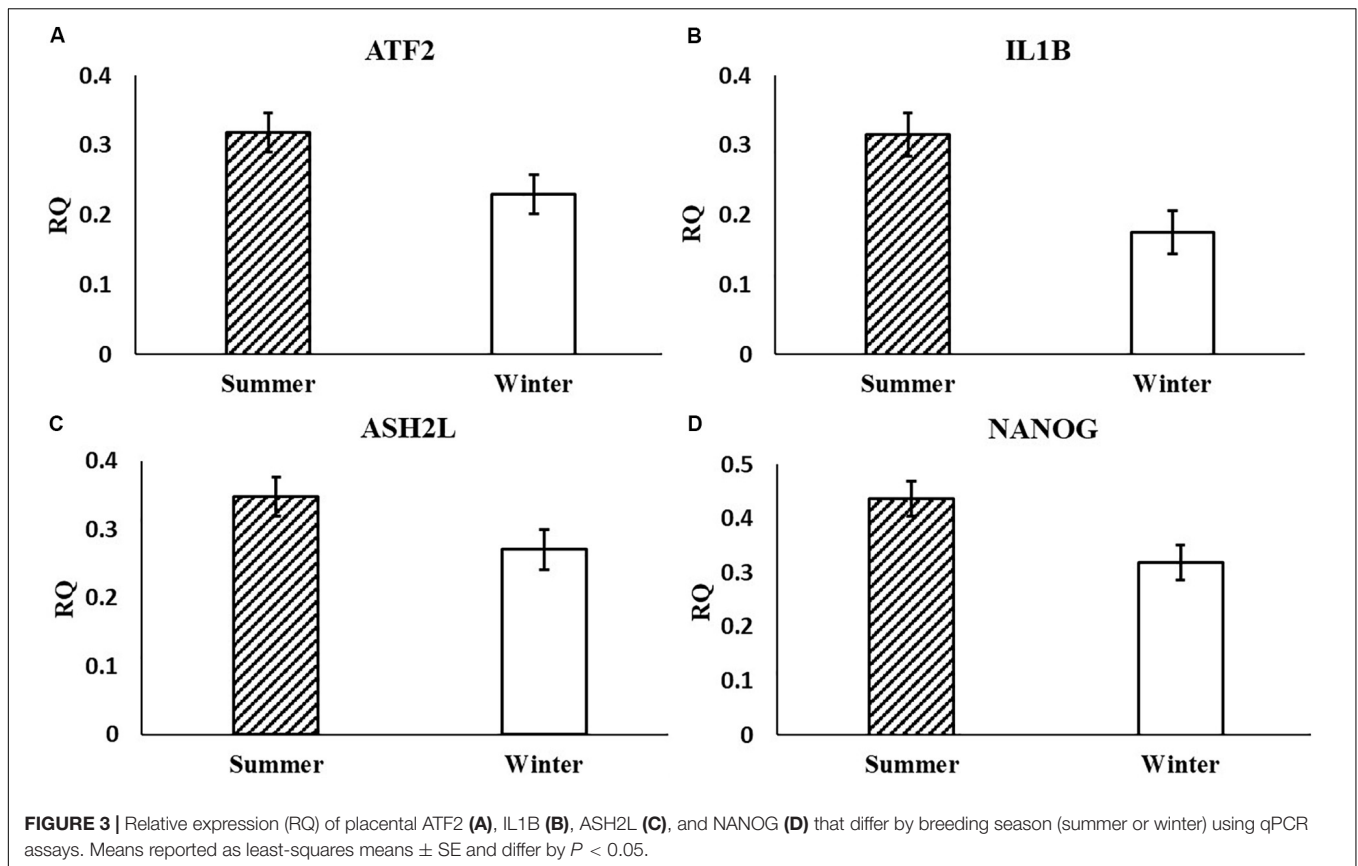 A
ATF2
0.4
0.3
0.2
0.1
0
RQ
Summer Winter
B
IL1B
0.4
0.3
0.2
0.1
0
RQ
Summer Winter
C
ASH2L
0.4
0.3
0.2
0.1
0
RQ
Summer Winter
D
NANOG
0.5
0.4
0.3
0.2
0.1
0
RQ
Summer Winter
FIGURE 3 | Relative expression (RQ) of placental ATF2 (A), IL1B (B), ASH2L (C), and NANOG (D) that differ by breeding season (summer or winter) using qPCR
assays. Means reported as least-squares means ± SE and differ by P < 0.05.